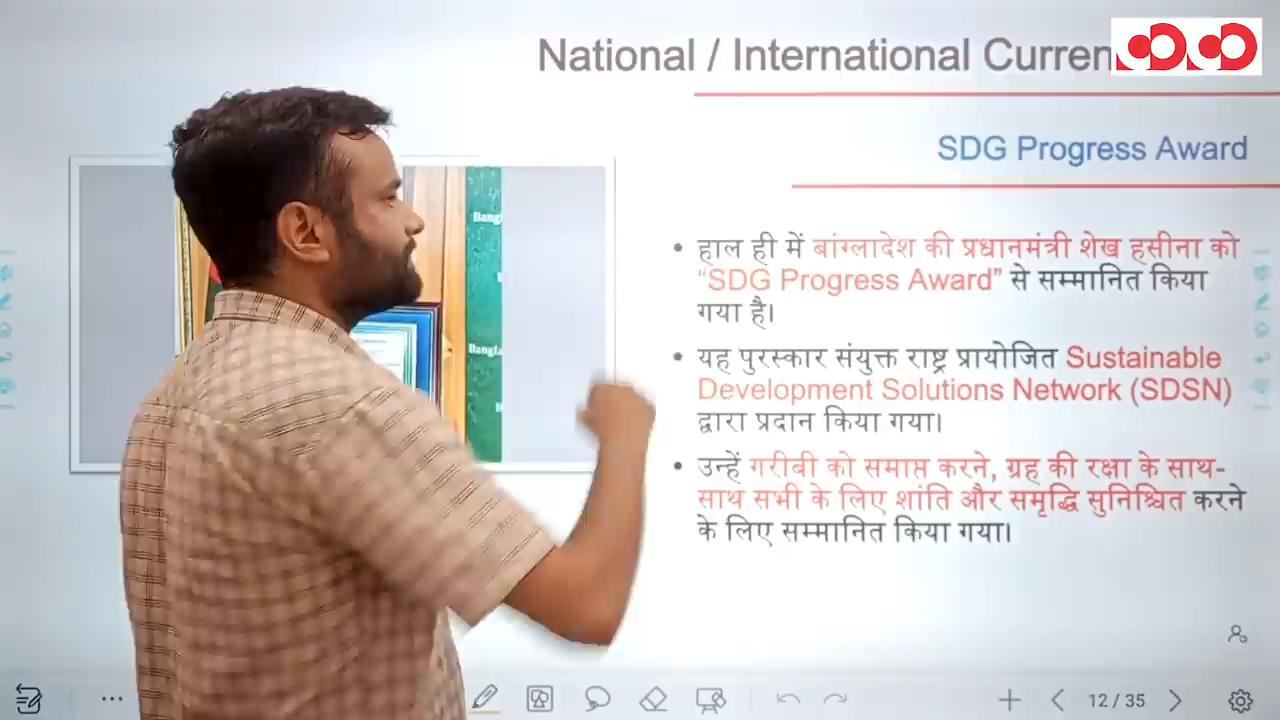 National / International Curren
SDG Progress Award
• हाल ही में बांग्लादेश की प्रधानमंत्री शेख हसीना को
“SDG Progress Award” से सम्मानित किया
गया है।
• यह पुरस्कार संयुक्त राष्ट्र प्रायोजित Sustainable
Development Solutions Network (SDSN)
द्वारा प्रदान किया गया।
• उन्हें गरीबी को समाप्त करने, ग्रह की रक्षा के साथ-
साथ सभी के लिए शांति और समृद्धि सुनिश्चित करने
के लिए सम्मानित किया गया।
12 / 35